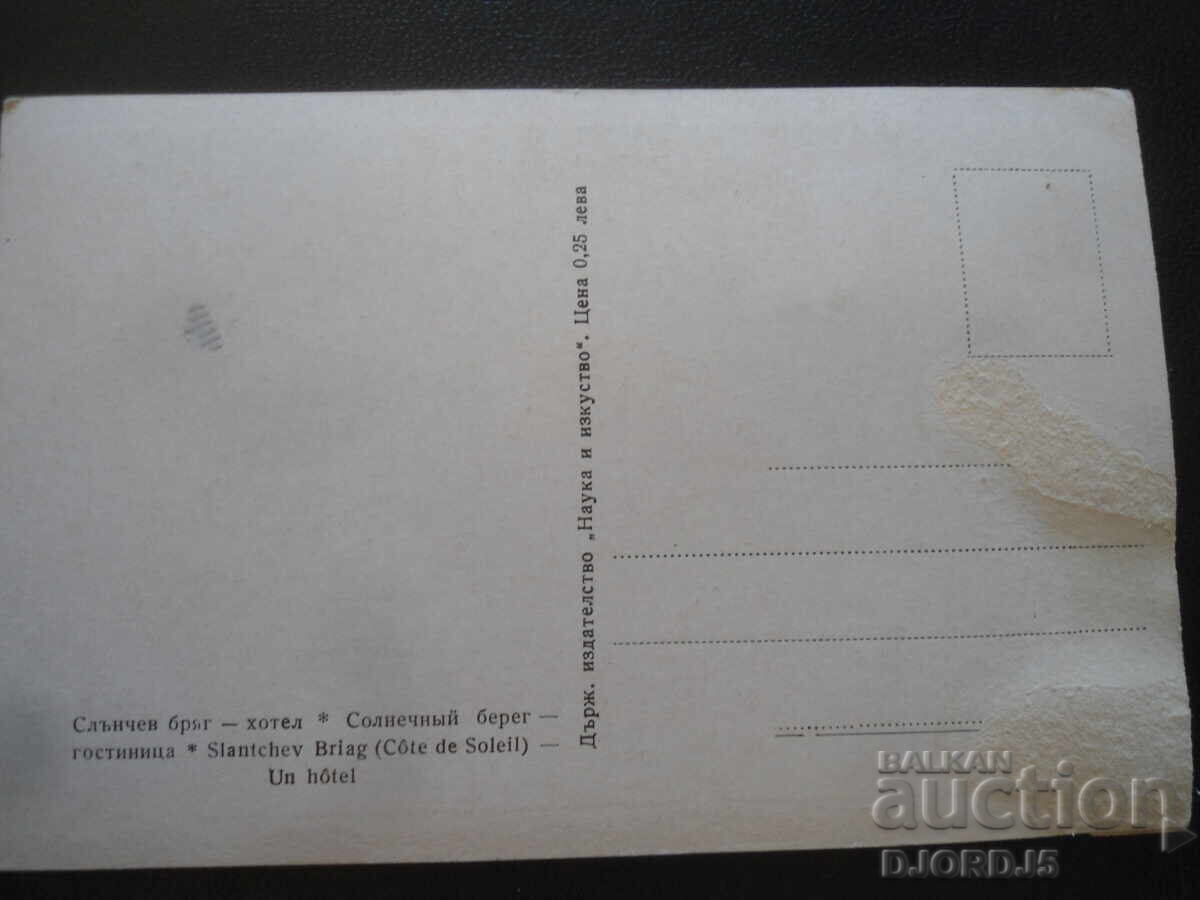 Слънчев бряг — хотел * Солнечный берег —
гостиница * Slantchev Briag (Côte de Soleil) —
Un hôtel
Държ. издателство „Наука и изкуство“. Цена 0,25 лева
BALKAN
auction
DJORDJ5